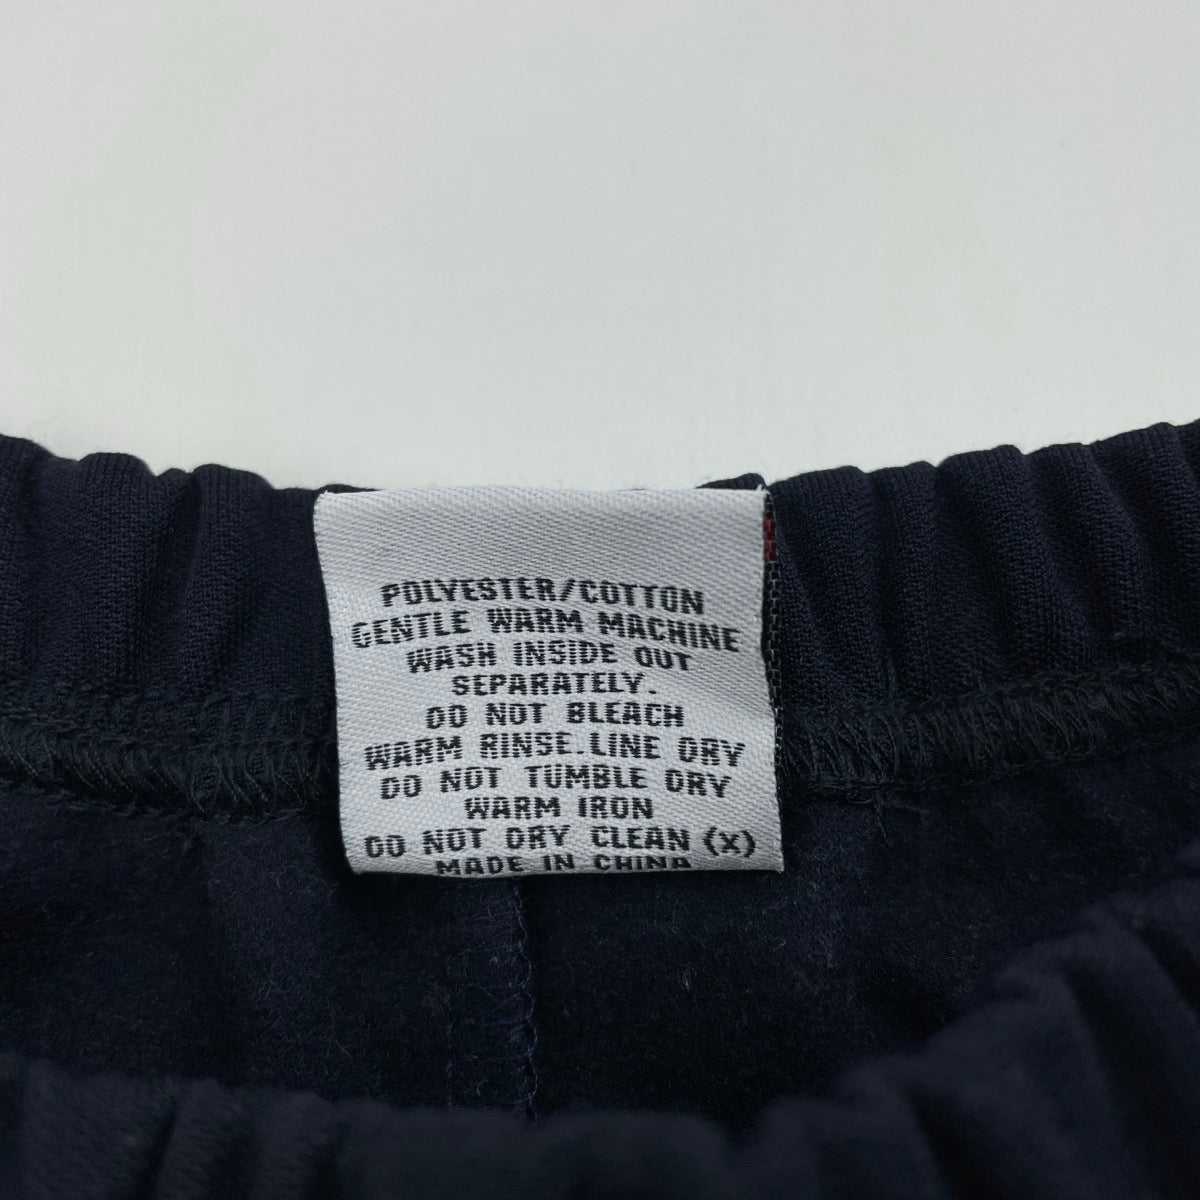 POLYESTER/COTTON
GENTLE WARM MACHINE
WASH INSIDE OUT
SEPARATELY.
DO NOT BLEACH
WARM RINSE.LINE DRY
DO NOT TUMBLE DRY
WARM IRON
DO NOT DRY CLEAN (X)
MADE IN CHINA